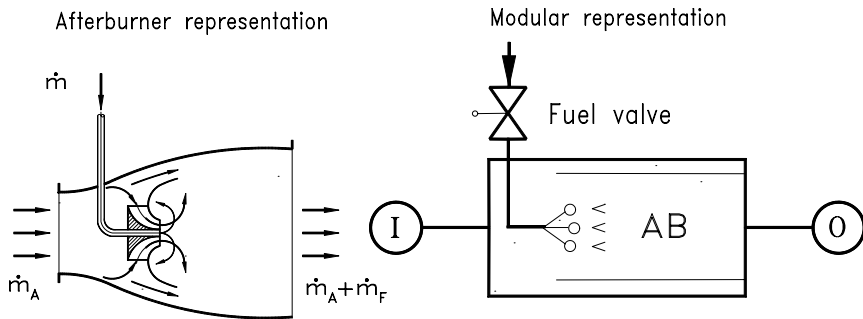 Afterburner representation
ṁ
ṁA
ṁA+ṁF
Modular representation
Fuel valve
I
AB
O